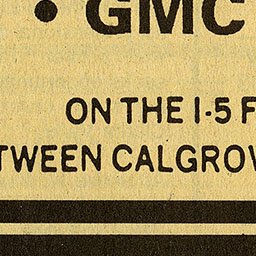 • GMC
ON THE I-5 F
TWEEN CALGROV